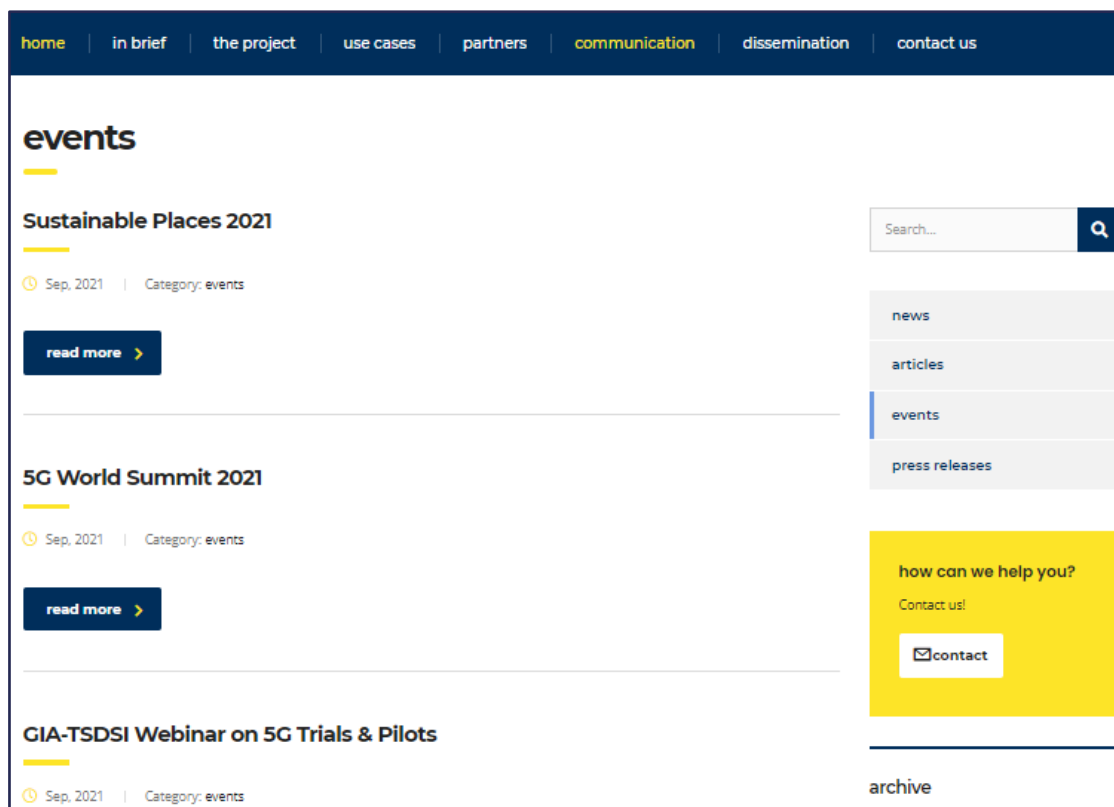 home in brief the project use cases partners communication dissemination contact us
events
Sustainable Places 2021
Sep, 2021 Category: events
read more
5G World Summit 2021
Sep, 2021 Category: events
read more
GIA-TSDSI Webinar on 5G Trials & Pilots
Sep, 2021 Category: events
Search...
news
articles
events
press releases
how can we help you?
Contact us!
contact
archive